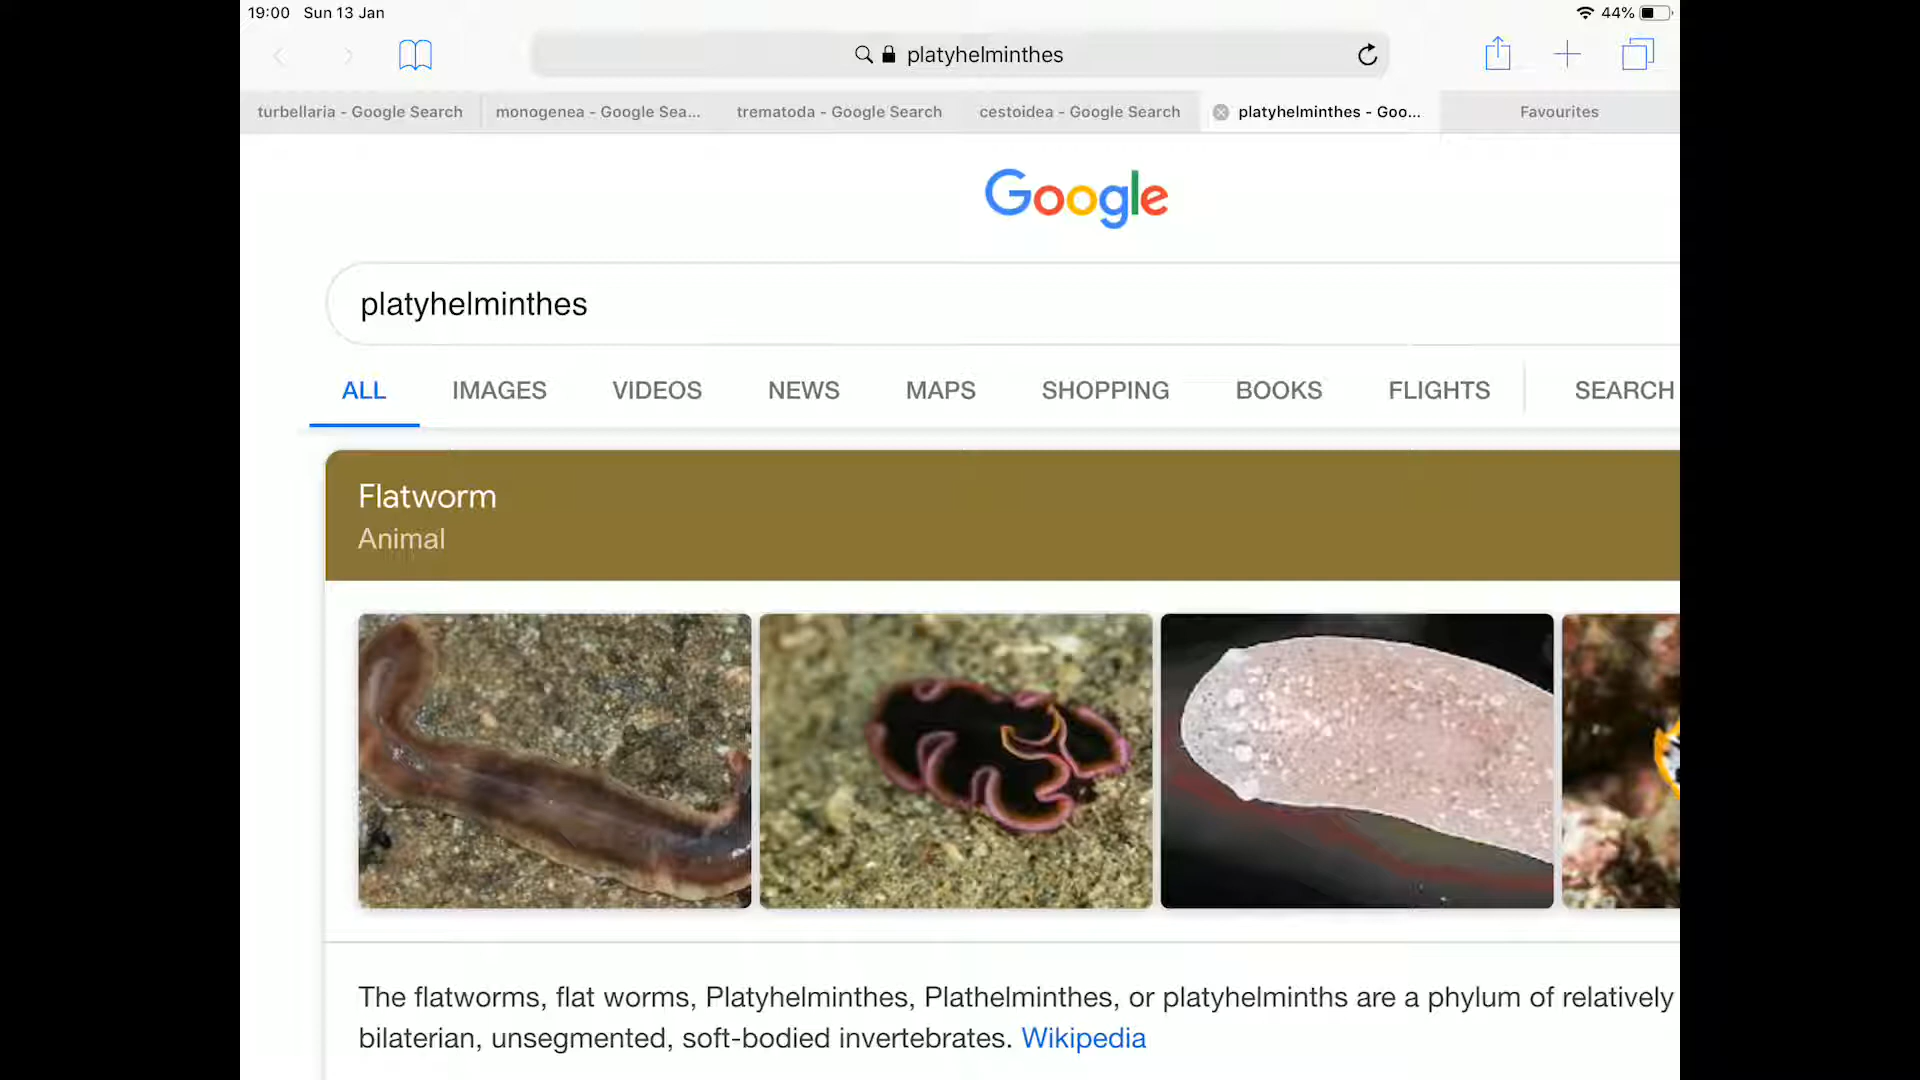 19:00 Sun 13 Jan
44%
platyhelminthes
turbellaria - Google Search
monogenea - Google Sea...
trematoda - Google Search
cestoidea - Google Search
platyhelminthes - Goo...
Favourites
Google
platyhelminthes
ALL IMAGES VIDEOS NEWS MAPS SHOPPING BOOKS FLIGHTS SEARCH
Flatworm
Animal
The flatworms, flat worms, Platyhelminthes, Plathelminthes, or platyhelminths are a phylum of relatively
bilaterian, unsegmented, soft-bodied invertebrates. Wikipedia